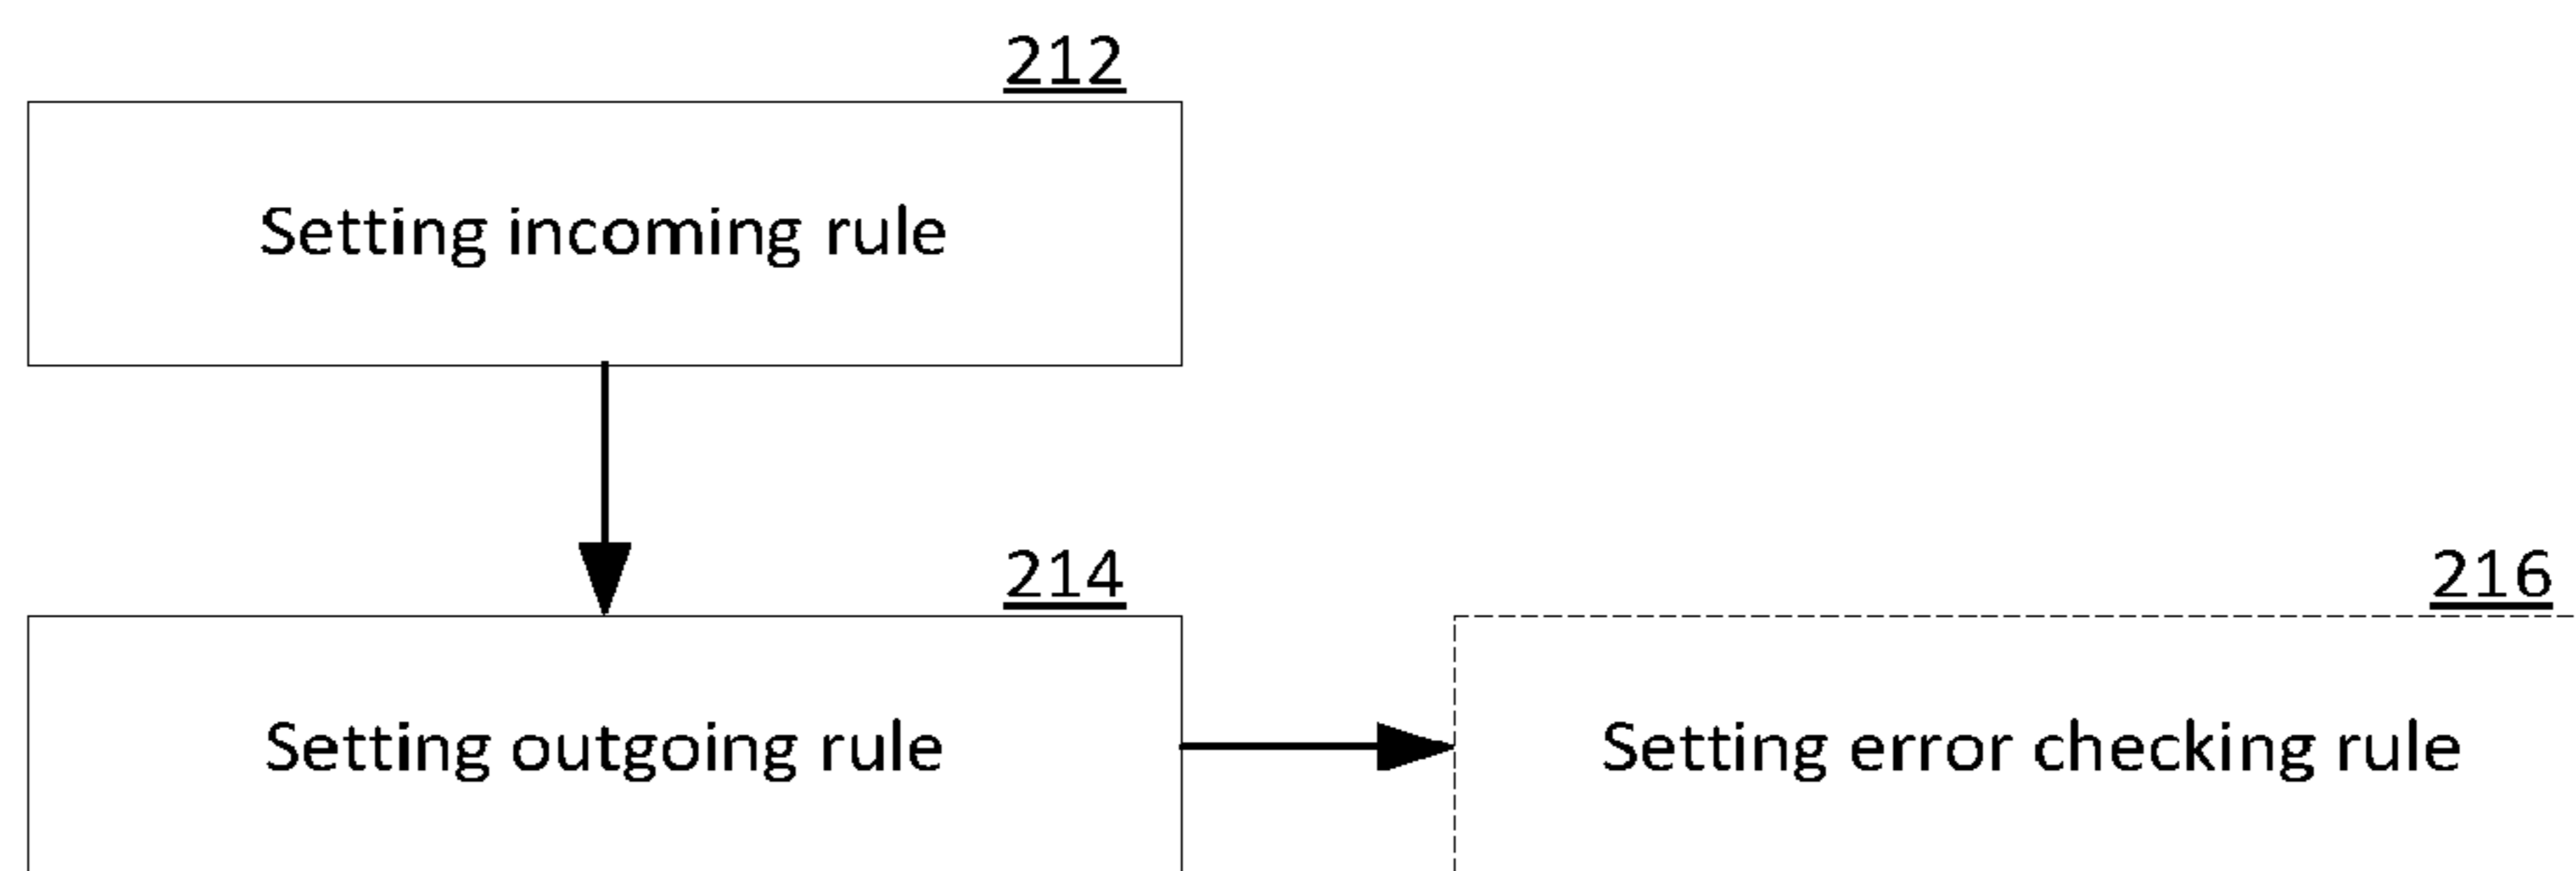 212
Setting incoming rule
214
Setting outgoing rule
216
Setting error checking rule